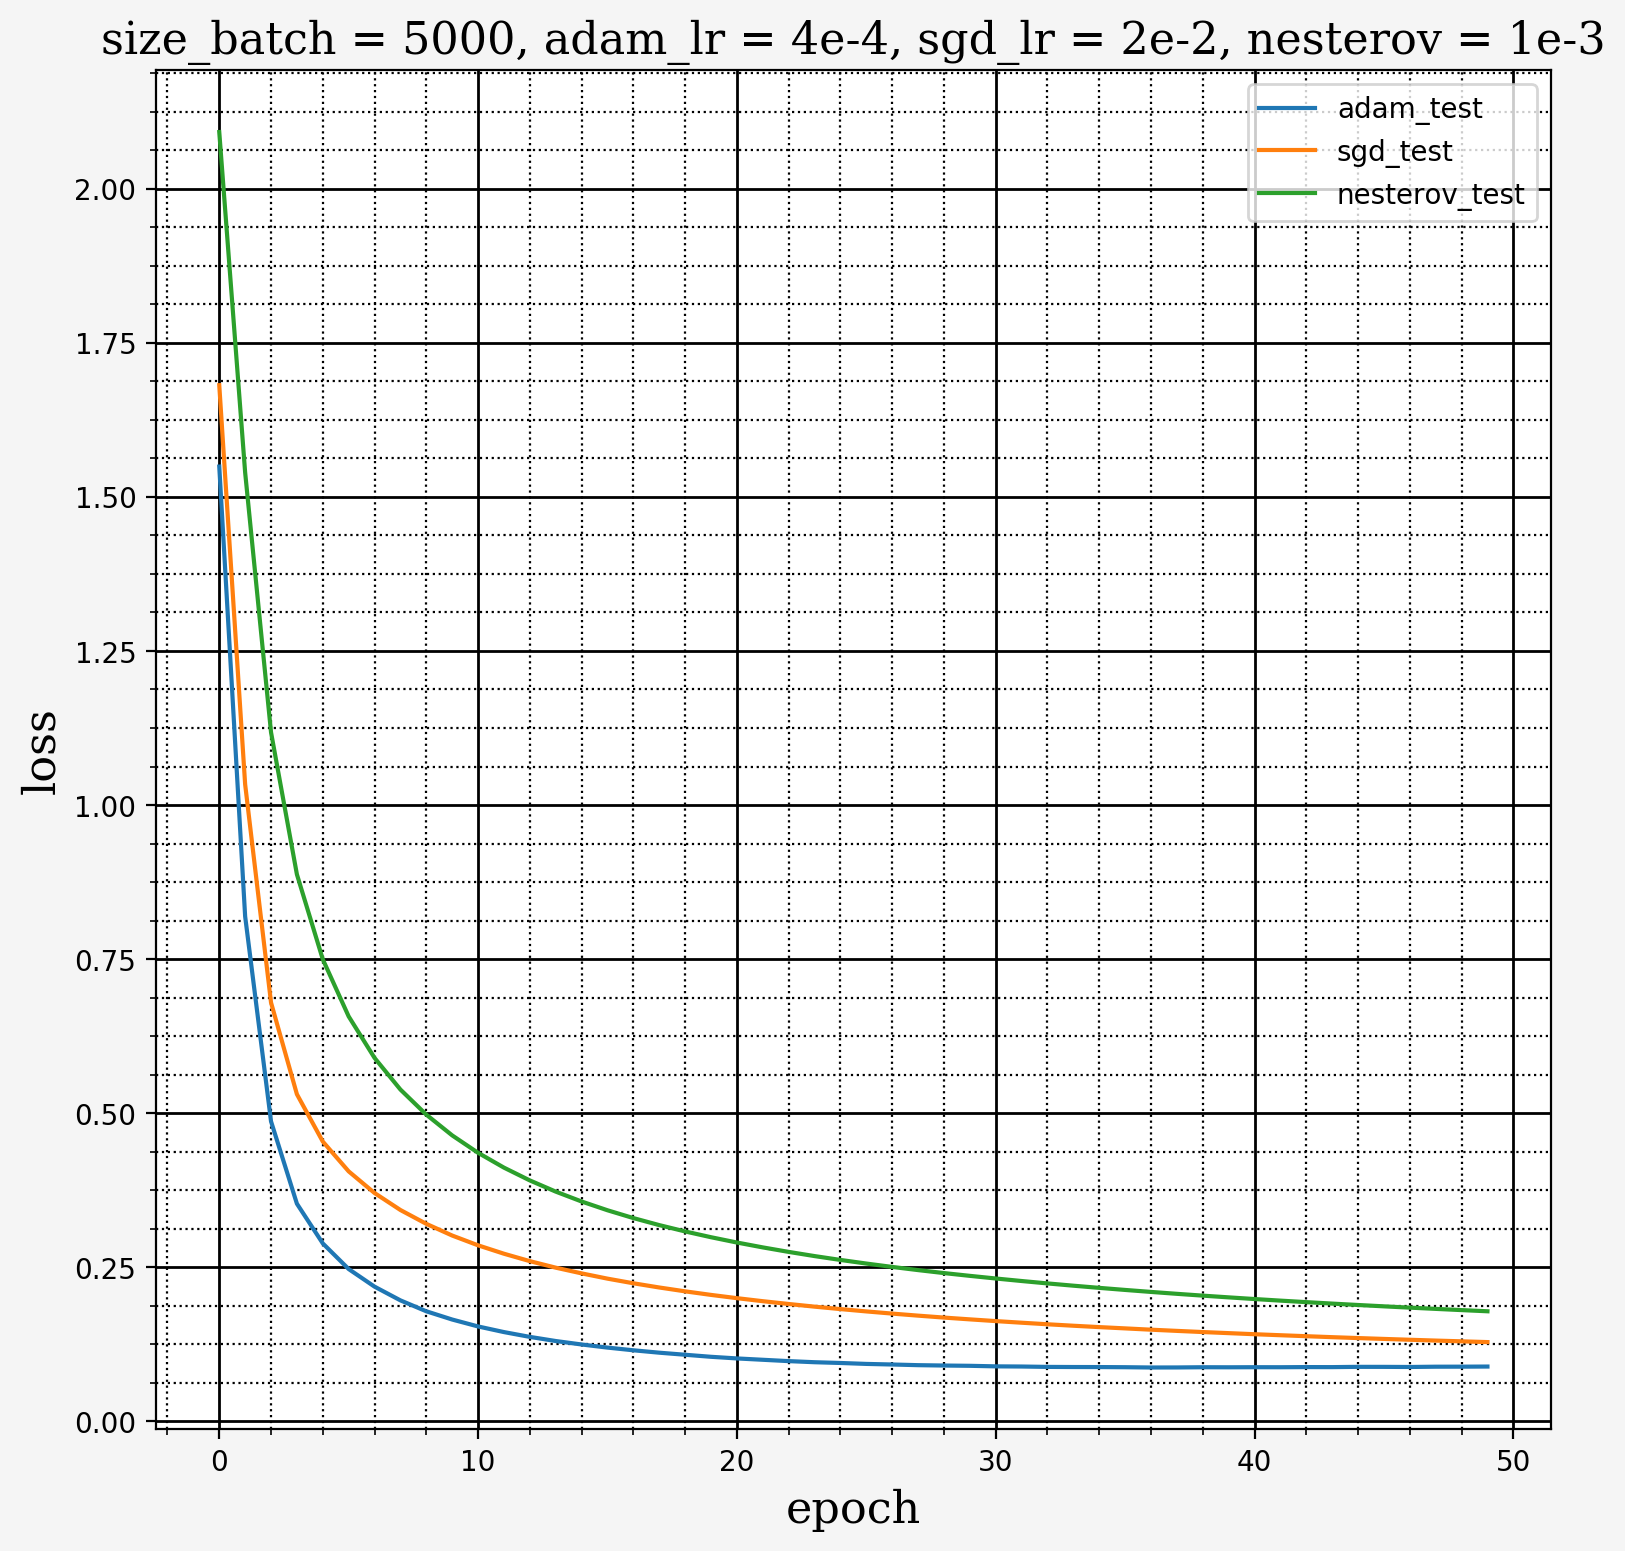 size_batch = 5000, adam_lr = 4e-4, sgd_lr = 2e-2, nesterov = 1e-3
adam_test
sgd_test
nesterov_test
2.00
1.75
1.50
1.25
1.00
0.75
0.50
0.25
0.00
loss
0 10 20 30 40 50
epoch